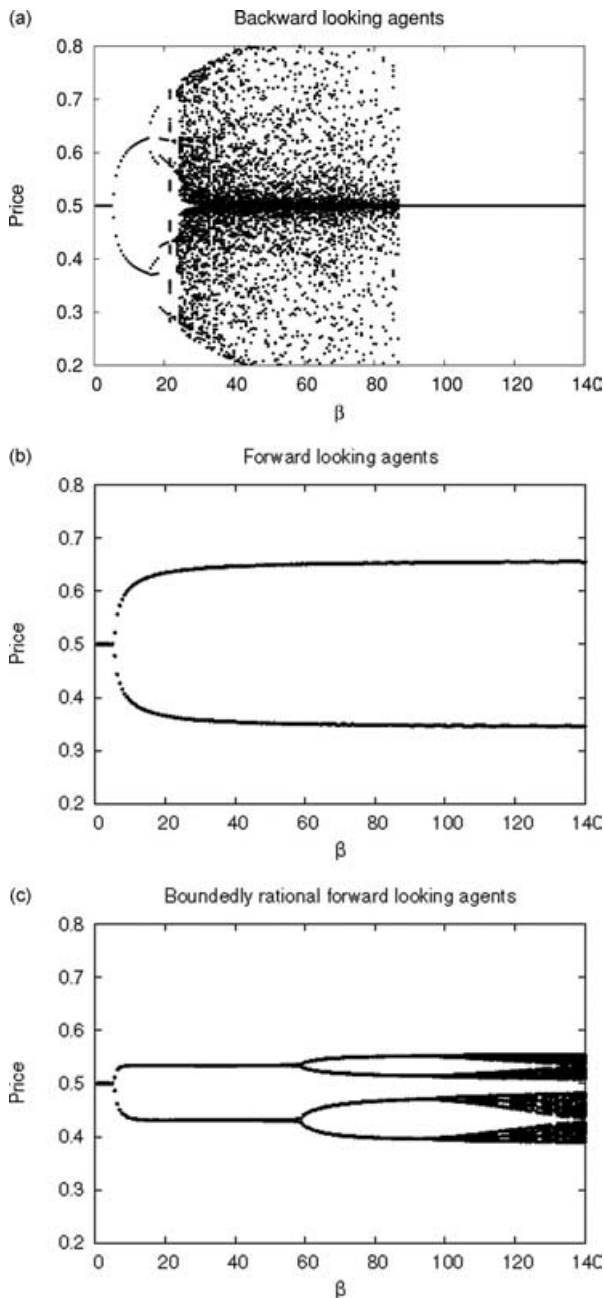 (a)
Backward looking agents
0.8
0.7
0.6
0.5
0.4
0.3
0.2
Price
0 20 40 60 80 100 120 140
β
(b)
Forward looking agents
0.8
0.7
0.6
0.5
0.4
0.3
0.2
Price
0 20 40 60 80 100 120 140
β
(c)
Boundedly rational forward looking agents
0.8
0.7
0.6
0.5
0.4
0.3
0.2
Price
0 20 40 60 80 100 120 140
β